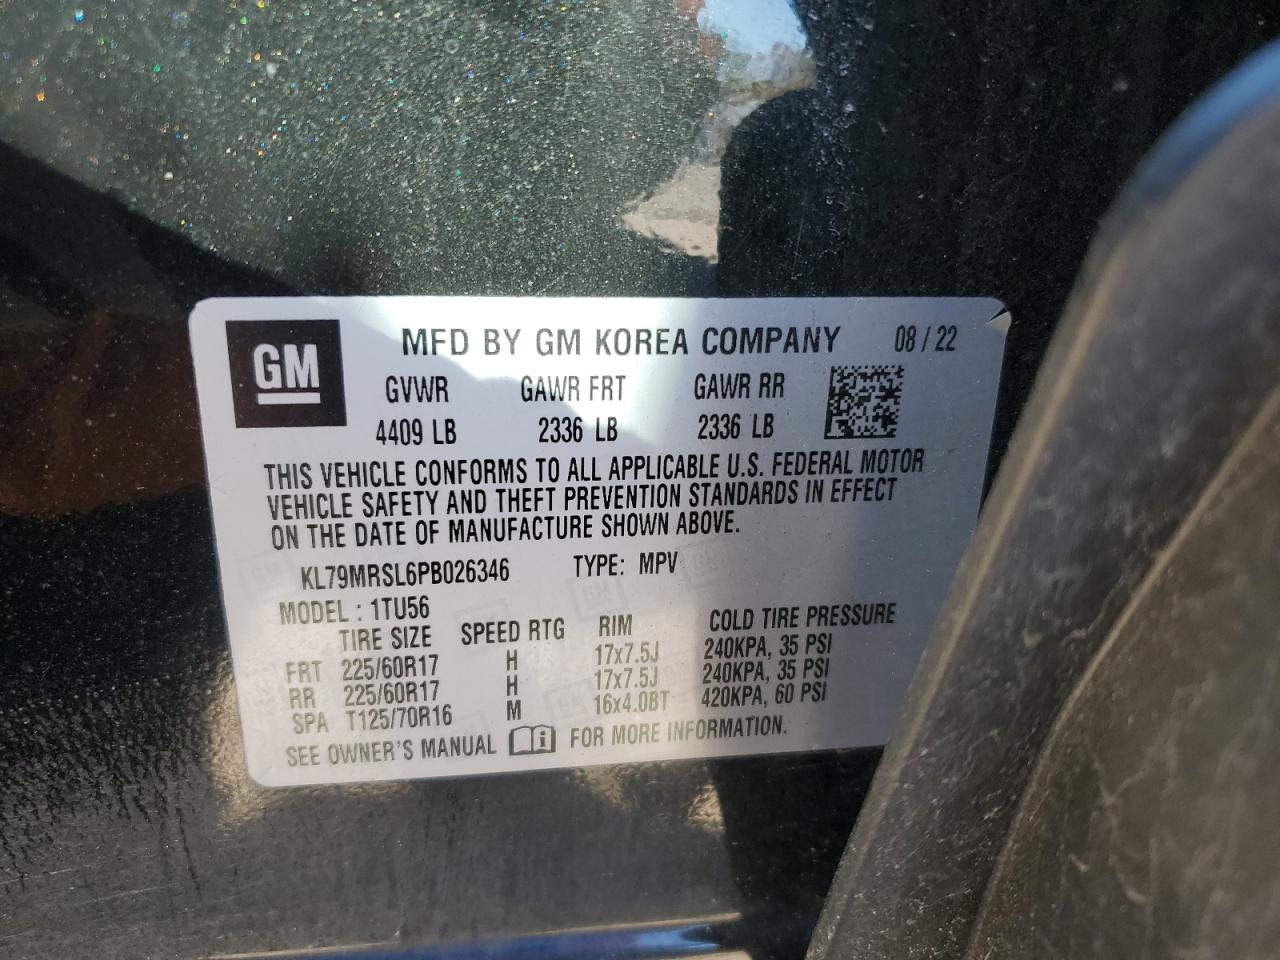 GM
MFD BY GM KOREA COMPANY 08 / 22
GVWR GAWR FRT GAWR RR
4409 LB 2336 LB 2336 LB
THIS VEHICLE CONFORMS TO ALL APPLICABLE U.S. FEDERAL MOTOR
VEHICLE SAFETY AND THEFT PREVENTION STANDARDS IN EFFECT
ON THE DATE OF MANUFACTURE SHOWN ABOVE.
KL79MRSL6PB026346 TYPE: MPV
MODEL : 1TU56
TIRE SIZE SPEED RTG RIM COLD TIRE PRESSURE
FRT 225/60R17 H 17x7.5J 240KPA, 35 PSI
RR 225/60R17 H 17x7.5J 240KPA, 35 PSI
SPA T125/70R16 M 16x4.0BT 420KPA, 60 PSI
SEE OWNER'S MANUAL i FOR MORE INFORMATION.